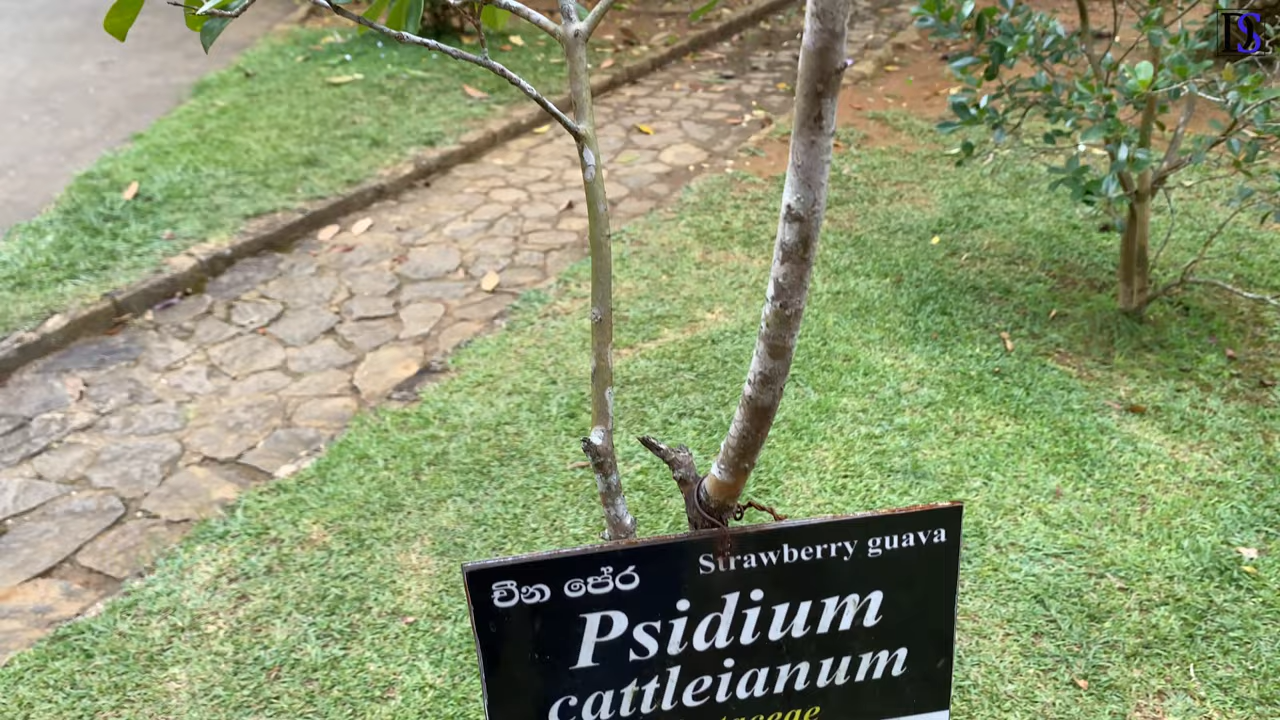 චීන පේර Strawberry guava
Psidium
cattleianum